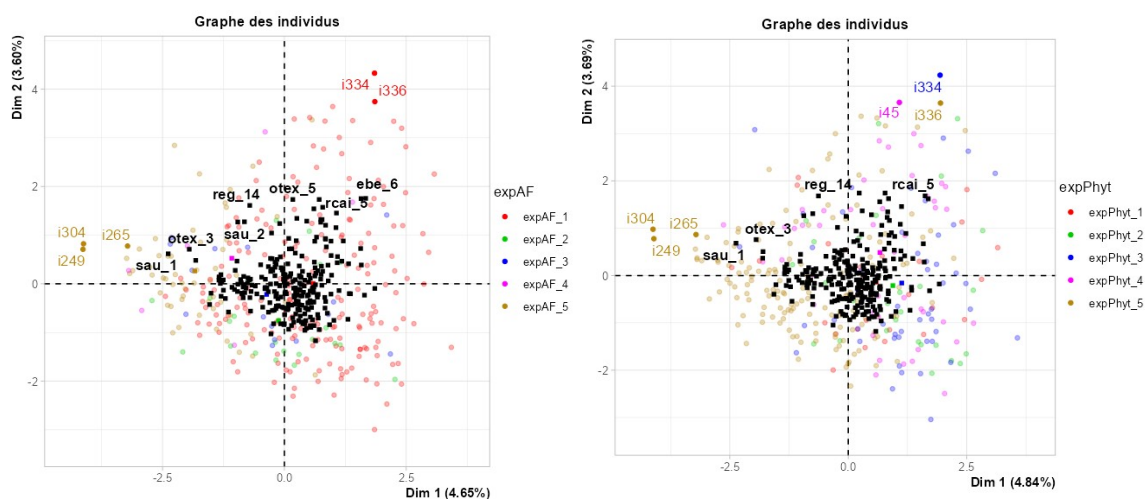 Graphe des individus
Dim 2 (3.60%)
4
2
0
-2
-2.5
0.0
2.5
Dim 1 (4.65%)
i334
i336
ebe_6
otex_5
reg_14
rcai_5
i304
i265
otex_3
sau_2
i249
sau_1
expAF
expAF_1
expAF_2
expAF_3
expAF_4
expAF_5
Graphe des individus
Dim 2 (3.69%)
4
2
0
-2
-2.5
0.0
2.5
Dim 1 (4.84%)
i334
i45
i336
reg_14
rcai_5
i304
i265
otex_3
i249
sau_1
expPhyt
expPhyt_1
expPhyt_2
expPhyt_3
expPhyt_4
expPhyt_5